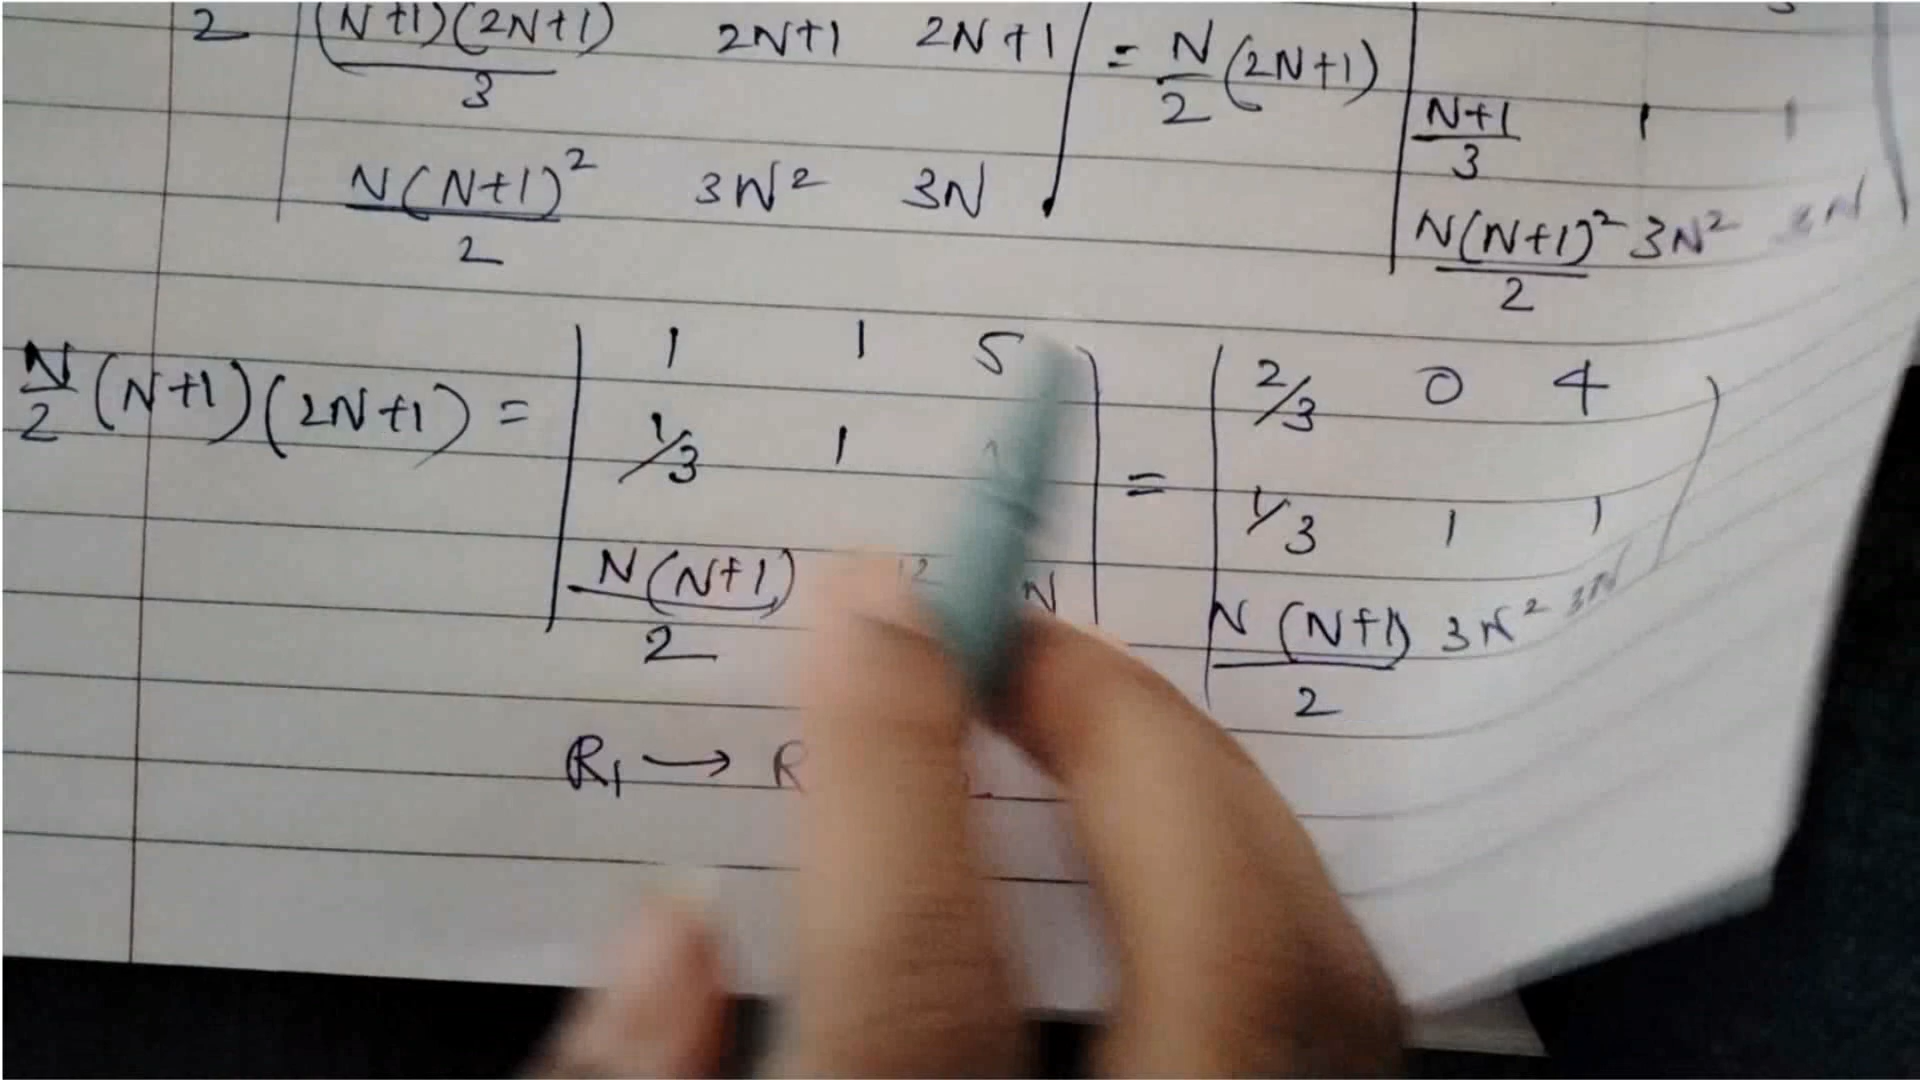 N/2 | (N+1)(2N+1)/3 2N+1 2N+1 | = N/2 (2N+1) | (N+1)/3 1 1
N(N+1)²/2 3N² 3N | N(N+1)²/2 3N² 3N
N/2 (N+1)(2N+1) = | 1 1 5 | = | 2/3 0 4 |
1/3 1 | 1/3 1 1
N(N+1)/2 N | N(N+1)/2 3N² 3N
R₁ → R